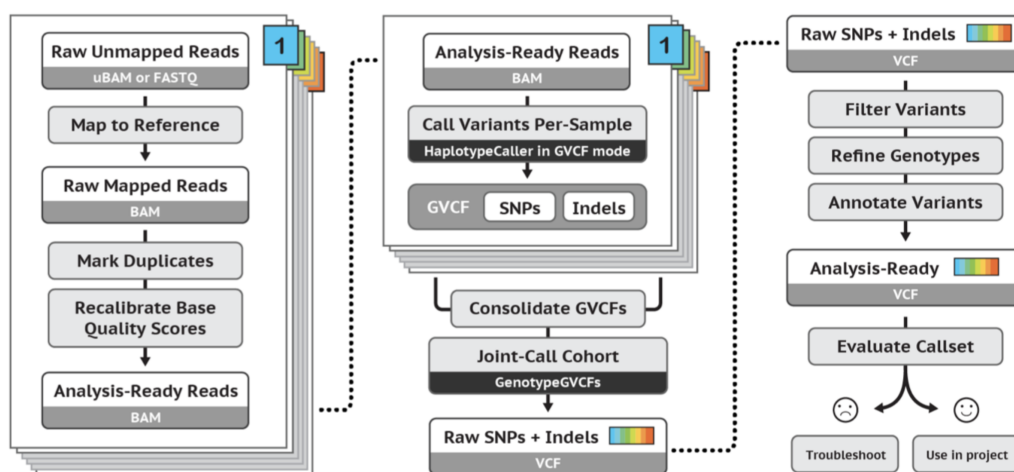 Raw Unmapped Reads
uBAM or FASTQ
1
Map to Reference
Raw Mapped Reads
BAM
Mark Duplicates
Recalibrate Base
Quality Scores
Analysis-Ready Reads
BAM
Analysis-Ready Reads
BAM
1
Call Variants Per-Sample
HaplotypeCaller in GVCF mode
GVCF SNPs Indels
Consolidate GVCFs
Joint-Call Cohort
GenotypeGVCFs
Raw SNPs + Indels
VCF
Raw SNPs + Indels
VCF
Filter Variants
Refine Genotypes
Annotate Variants
Analysis-Ready
VCF
Evaluate Callset
Troubleshoot
Use in project